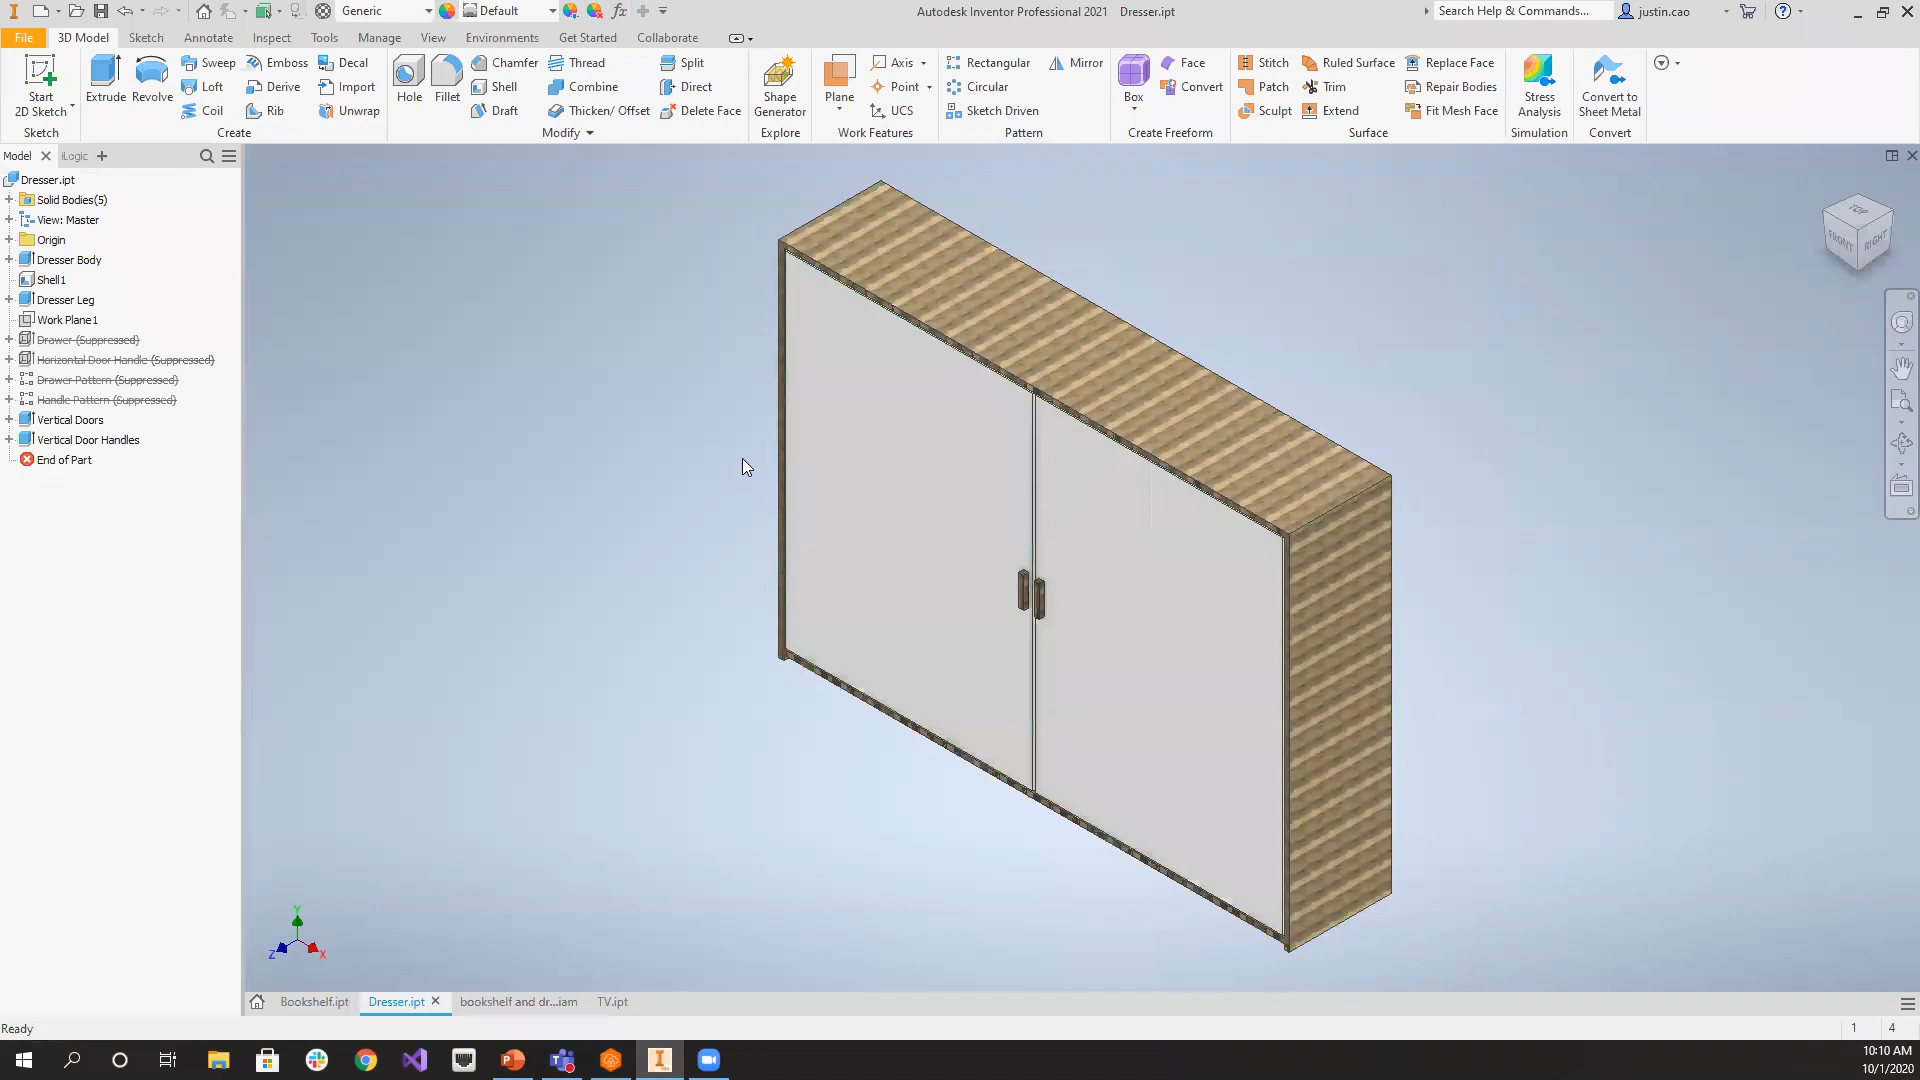 Generic Default Autodesk Inventor Professional 2021 Dresser.ipt Search Help & Commands... justin.cao
File 3D Model Sketch Annotate Inspect Tools Manage View Environments Get Started Collaborate
Start 2D Sketch Extrude Revolve Sweep Emboss Decal Hole Fillet Chamfer Thread Split Shape Generator Plane Axis Rectangular Mirror Box Face Stitch Ruled Surface Replace Face Stress Analysis Convert to Sheet Metal
Loft Derive Import Shell Combine Direct Point Circular Convert Patch Trim Repair Bodies
Coil Rib Unwrap Draft Thicken/ Offset Delete Face UCS Sketch Driven Sculpt Extend Fit Mesh Face
Sketch Create Modify Explore Work Features Pattern Create Freeform Surface Simulation Convert
Model iLogic
Dresser.ipt
Solid Bodies(5)
View: Master
Origin
Dresser Body
Shell1
Dresser Leg
Work Plane1
Drawer (Suppressed)
Horizontal Door Handle (Suppressed)
Drawer Pattern (Suppressed)
Handle Pattern (Suppressed)
Vertical Doors
Vertical Door Handles
End of Part
TOP
FRONT RIGHT
Y
Z X
Bookshelf.ipt Dresser.ipt bookshelf and dr...iam TV.ipt
Ready 1 4
10:10 AM
10/1/2020